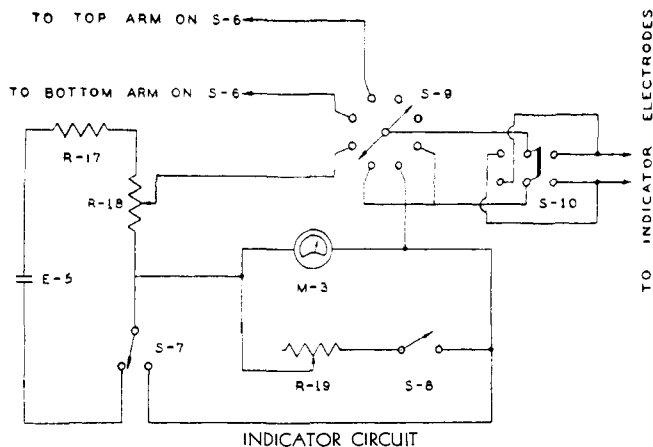 TO TOP ARM ON S-6
TO BOTTOM ARM ON S-6
S-9
R-17
R-18
S-10
E-5
M-3
S-7
R-19
S-8
TO INDICATOR ELECTRODES
INDICATOR CIRCUIT